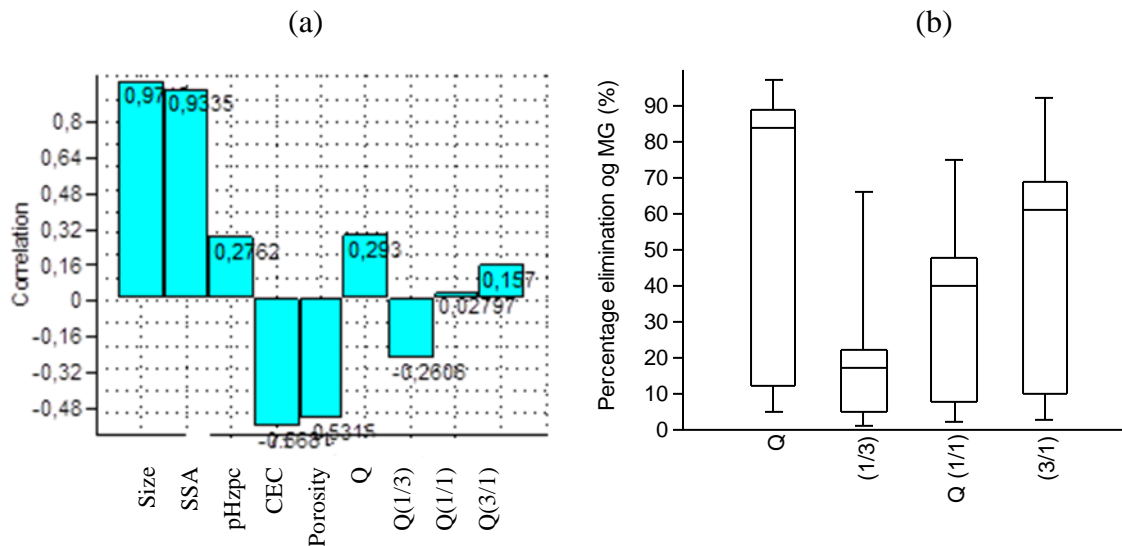 (a)
(b)
Correlation
0,8
0,64
0,48
0,32
0,16
0
-0,16
-0,32
-0,48
0,9335
0,2762
0,5315
0,293
-0,2606
0,02797
0,157
Size
SSA
pHzpc
CEC
Porosity
Q
Q(1/3)
Q(1/1)
Q(3/1)
Percentage elimination og MG (%)
90
80
70
60
50
40
30
20
10
0
Q
(1/3)
Q (1/1)
(3/1)